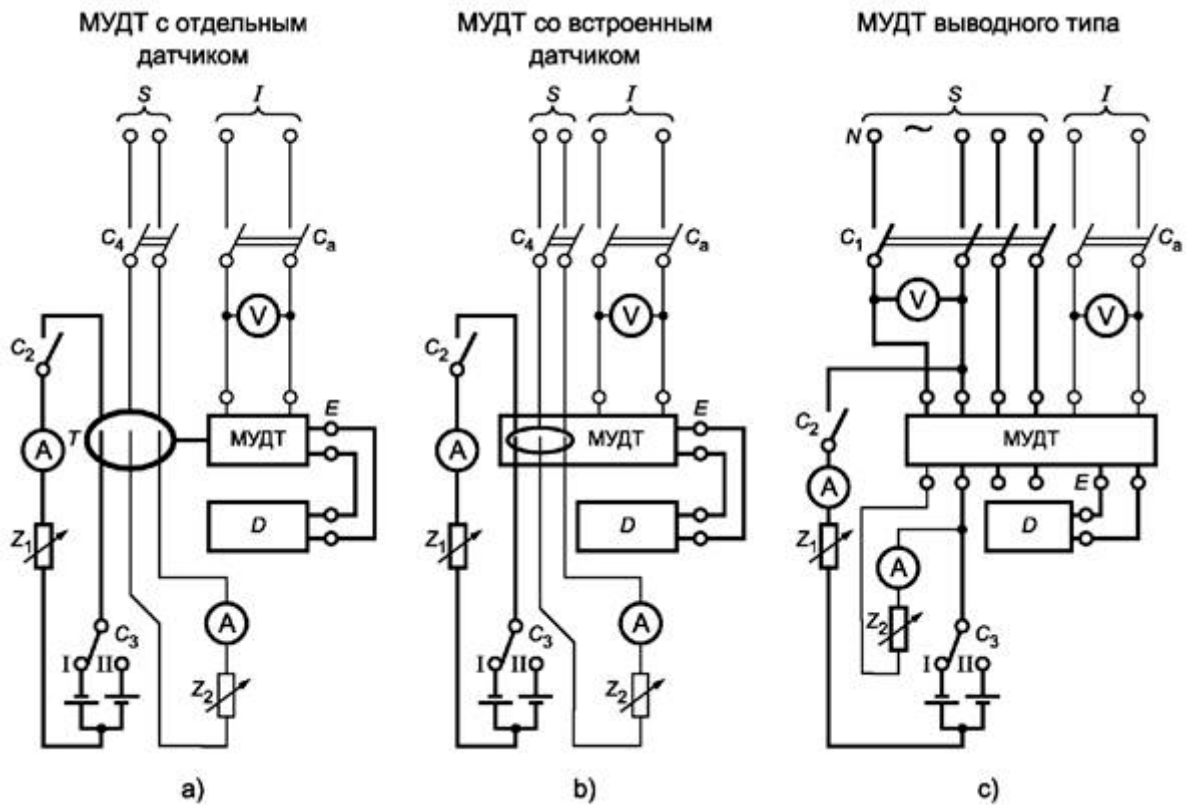 МУДТ с отдельным
датчиком
S I
C4 Ca
V
C2
T A МУДТ E
D
Z1
A
C3
I II
Z2
a)
МУДТ со встроенным
датчиком
S I
C4 Ca
V
C2
A МУДТ E
D
Z1
A
C3
I II
Z2
b)
МУДТ выводного типа
S I
N ~
C1 Ca
V V
C2
МУДТ
A E
D
Z1 A
Z2
C3
I II
c)